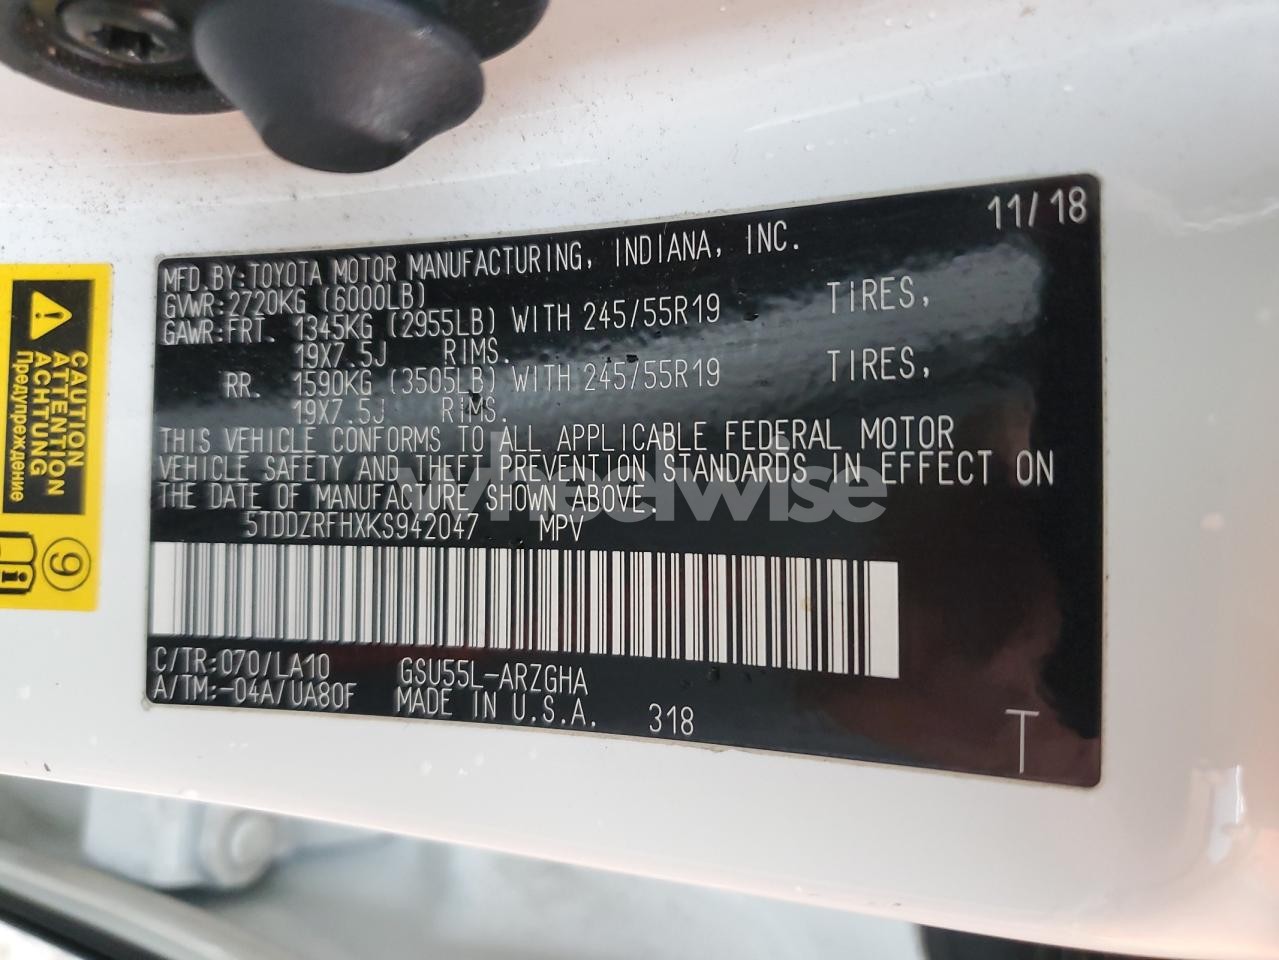 11/18
MFD.BY:TOYOTA MOTOR MANUFACTURING, INDIANA, INC.
GVWR:2720KG (6000LB)
GAWR:FRT. 1345KG (2955LB) WITH 245/55R19 TIRES,
19X7.5J RIMS.
RR. 1590KG (3505LB) WITH 245/55R19 TIRES,
19X7.5J RIMS.
THIS VEHICLE CONFORMS TO ALL APPLICABLE FEDERAL MOTOR
VEHICLE SAFETY AND THEFT PREVENTION STANDARDS IN EFFECT ON
THE DATE OF MANUFACTURE SHOWN ABOVE.
5TDDZRFHXKS942047 MPV
C/TR:070/LA10 GSU55L-ARZGHA
A/TM:-04A/UA80F MADE IN U.S.A. 318
T
wheelwise
CAUTION
ATTENTION
ACHTUNG
Предупреждение
9